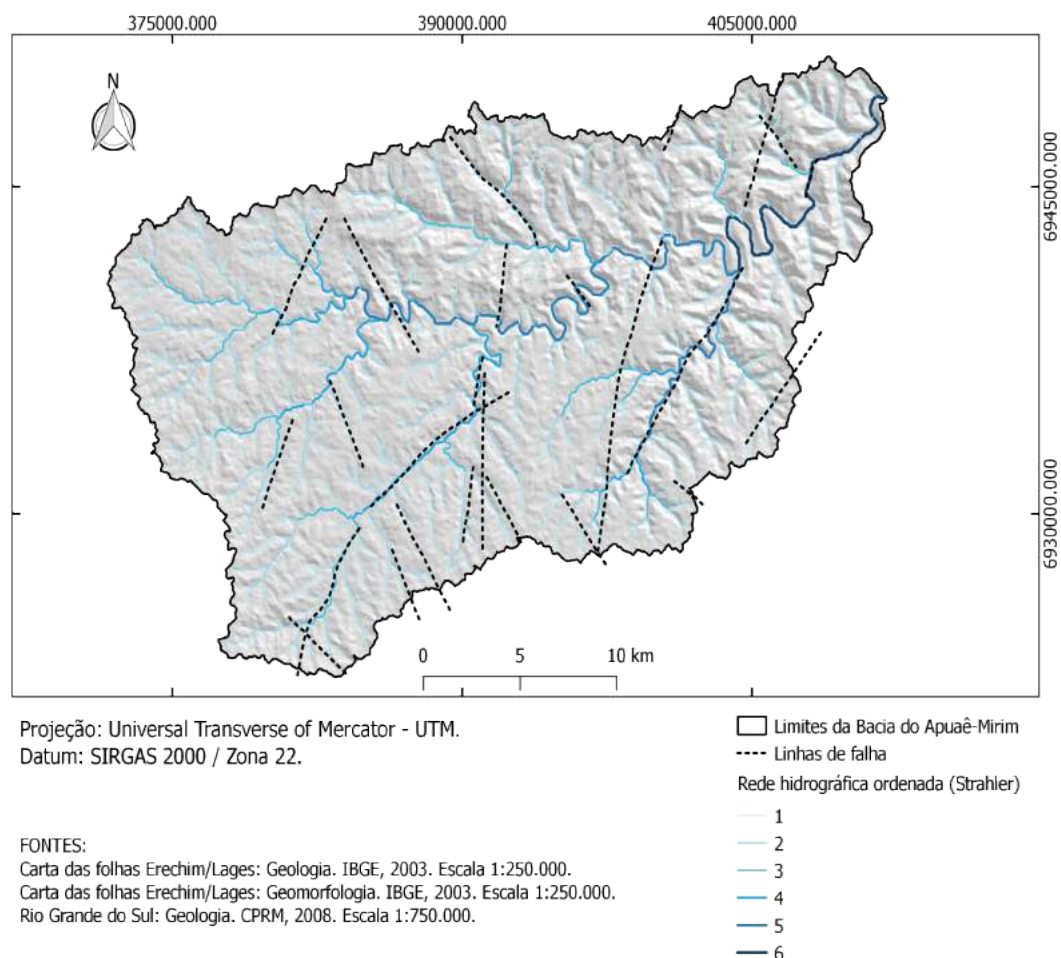 375000.000 390000.000 405000.000
N
6945000.000
6930000.000
0 5 10 km
Projeção: Universal Transverse of Mercator - UTM.
Datum: SIRGAS 2000 / Zona 22.
FONTES:
Carta das folhas Erechim/Lages: Geologia. IBGE, 2003. Escala 1:250.000.
Carta das folhas Erechim/Lages: Geomorfologia. IBGE, 2003. Escala 1:250.000.
Rio Grande do Sul: Geologia. CPRM, 2008. Escala 1:750.000.
Limites da Bacia do Apuaê-Mirim
Linhas de falha
Rede hidrográfica ordenada (Strahler)
1
2
3
4
5
6